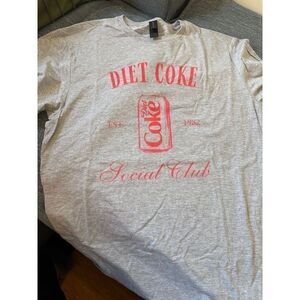 DIET COKE
EST. 1982
Diet
Coke
Social Club